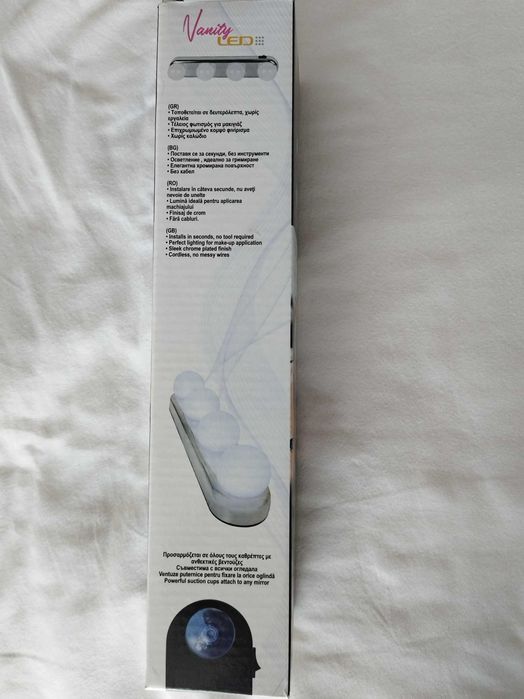 Vanity
LED
(GR)
• Τοποθετείται σε δευτερόλεπτα, χωρίς
εργαλεία
• Τέλειος φωτισμός για μακιγιάζ
• Επιχρωμιωμένο κομψό φινίρισμα
• Χωρίς καλώδιο
(BG)
• Поставя се за секунди, без инструменти
• Осветление , идеално за гримиране
• Елегантна хромирана повърхност
• Без кабел
(RO)
• Instalare în câteva secunde, nu aveți
nevoie de unelte
• Lumină ideală pentru aplicarea
machiajului
• Finisaj de crom
• Fără cabluri.
(GB)
• Installs in seconds, no tool required
• Perfect lighting for make-up application
• Sleek chrome plated finish
• Cordless, no messy wires
Προσαρμόζεται σε όλους τους καθρέπτες με
ανθεκτικές βεντούζες
Съвместима с всички огледала
Ventuze puternice pentru fixare la orice oglindă
Powerful suction cups attach to any mirror